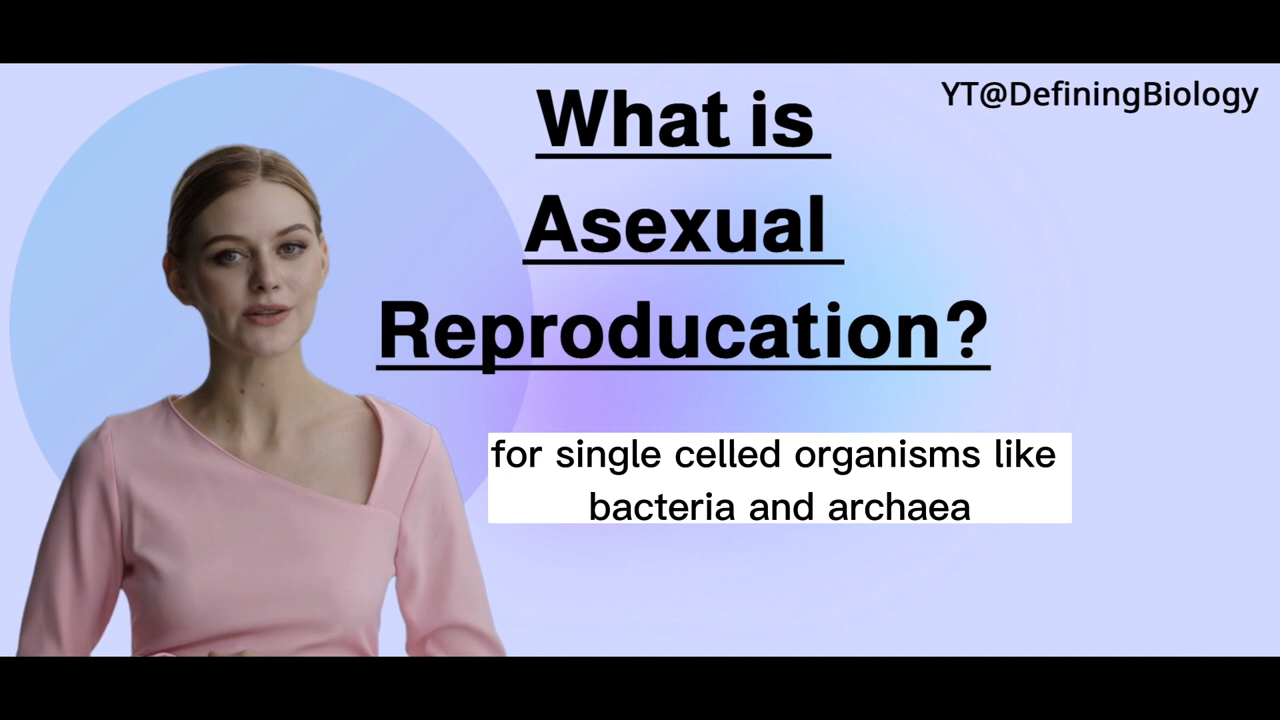 YT@DefiningBiology
What is
Asexual
Reproducation?
for single celled organisms like
bacteria and archaea